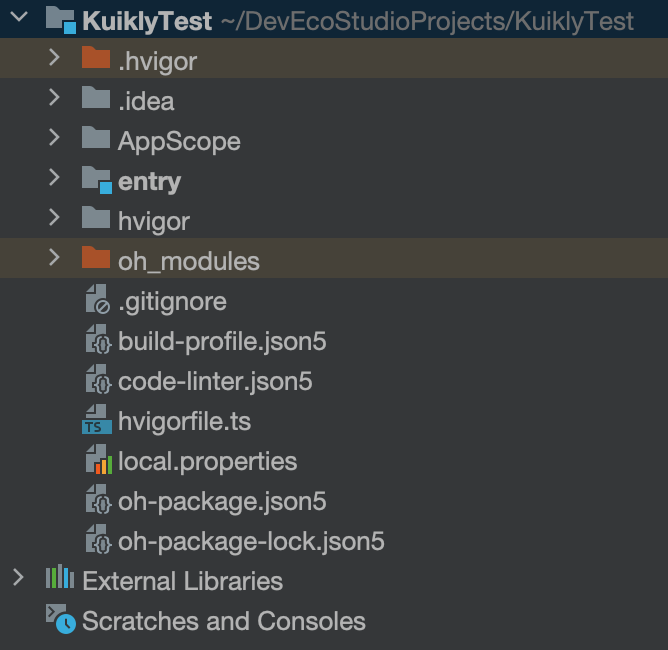 KuiklyTest ~/DevEcoStudioProjects/KuiklyTest
.hvigor
.idea
AppScope
entry
hvigor
oh_modules
.gitignore
build-profile.json5
code-linter.json5
TS hvigorfile.ts
local.properties
oh-package.json5
oh-package-lock.json5
External Libraries
Scratches and Consoles